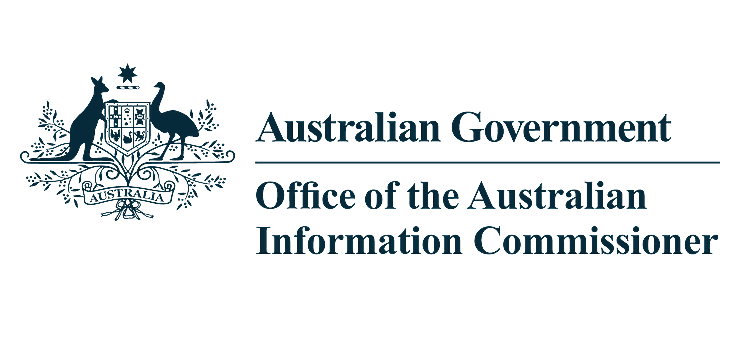 AUSTRALIA
Australian Government
Office of the Australian
Information Commissioner